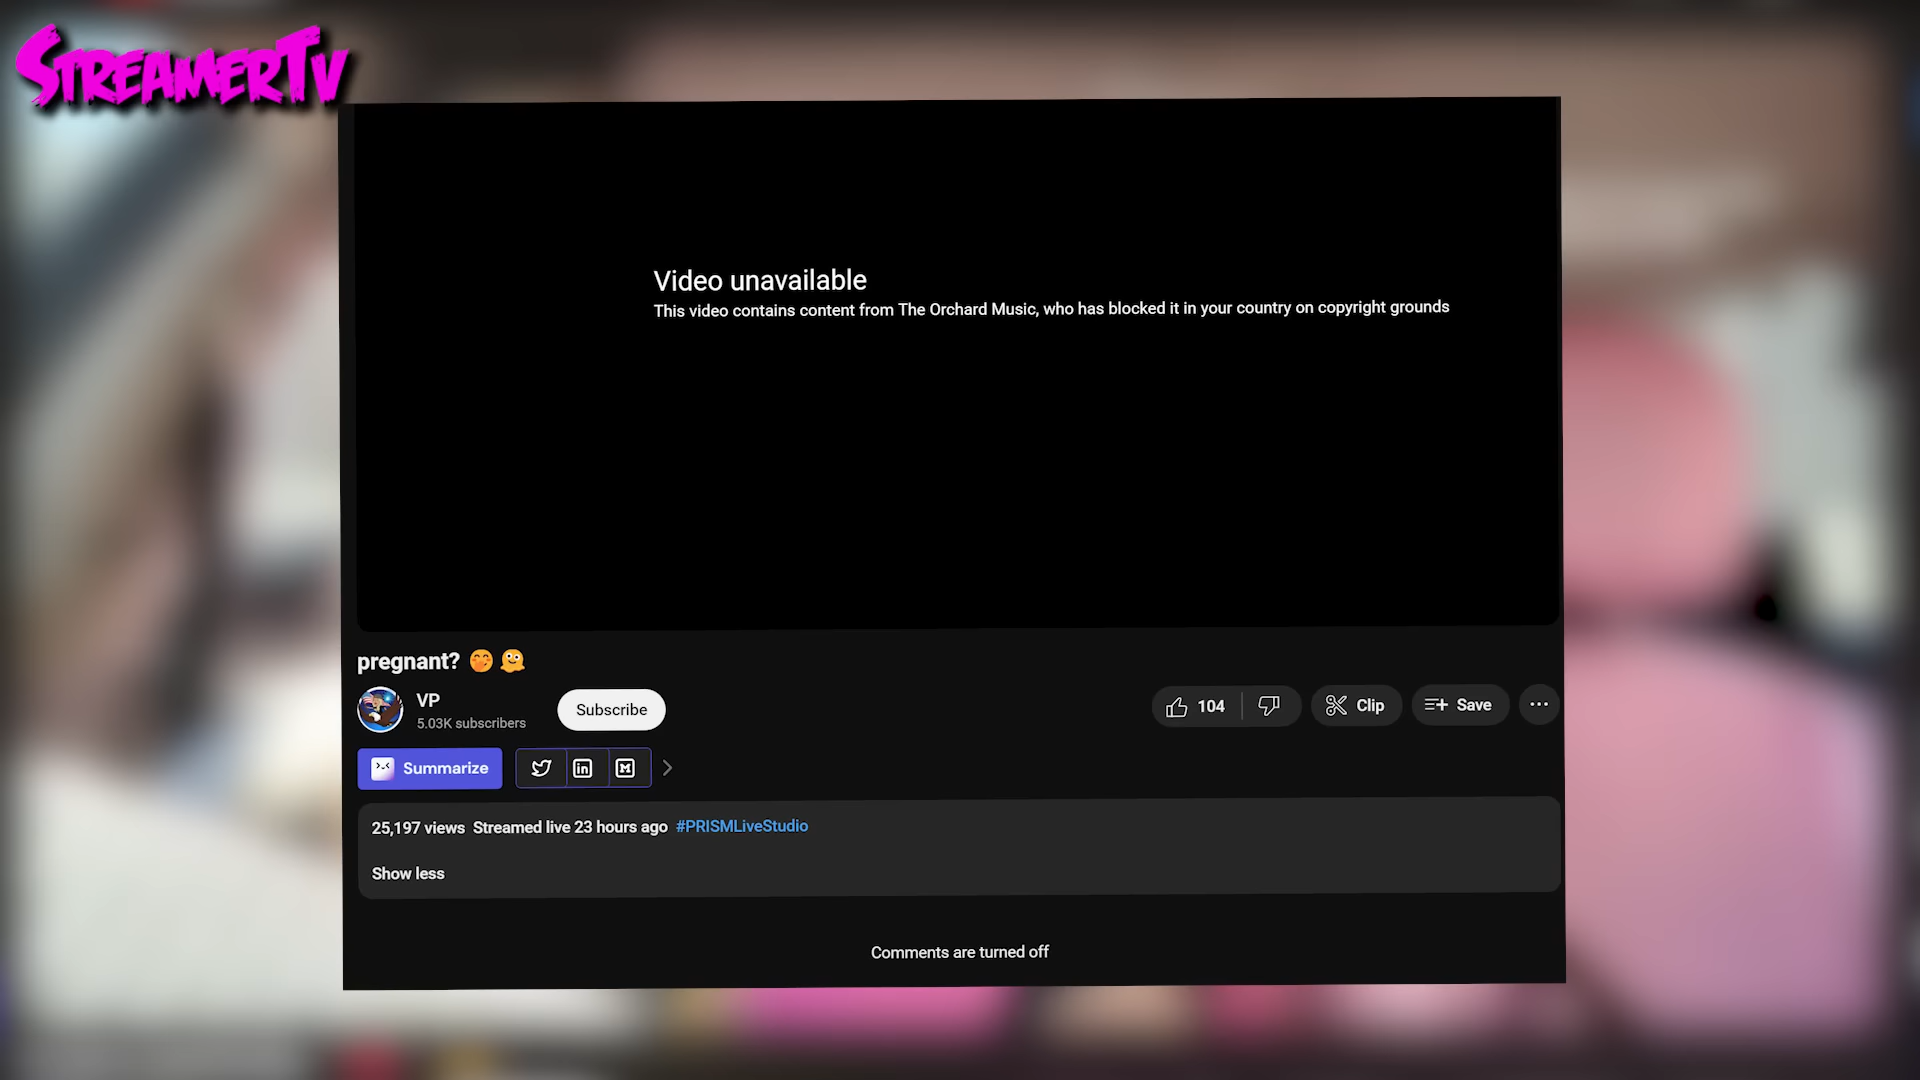 STREAMERTV
Video unavailable
This video contains content from The Orchard Music, who has blocked it in your country on copyright grounds
pregnant? 🤭 🫠
VP
5.03K subscribers
Subscribe
104
Clip
Save
Summarize
25,197 views Streamed live 23 hours ago #PRISMLiveStudio
Show less
Comments are turned off